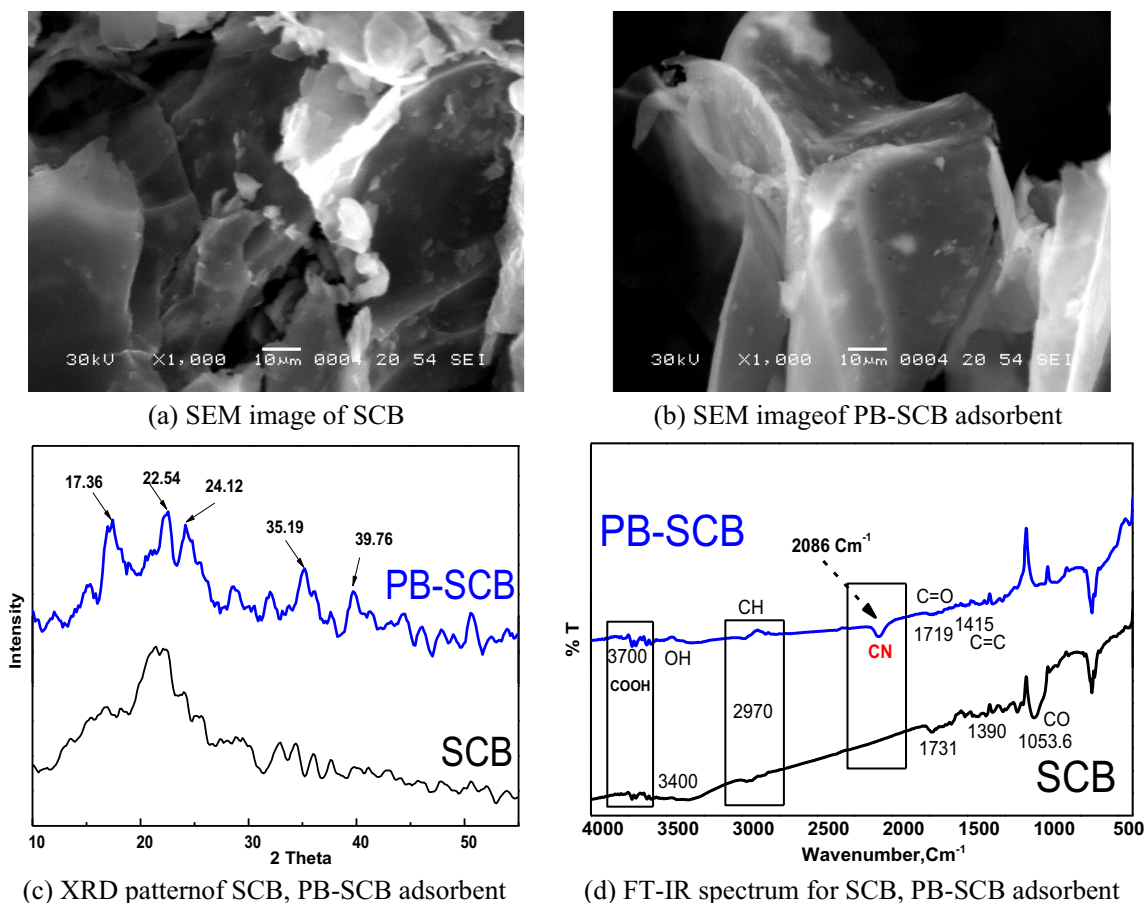 30kV X1,000 10μm 0004 20 54 SEI
30kV X1,000 10μm 0004 20 54 SEI
(a) SEM image of SCB
(b) SEM imageof PB-SCB adsorbent
17.36
22.54
24.12
35.19
39.76
PB-SCB
SCB
Intensity
10 20 30 40 50
2 Theta
PB-SCB
2086 Cm⁻¹
CH
C=O
1719
1415
C=C
CN
3700
OH
COOH
2970
3400
1731
1390
CO
1053.6
SCB
% T
4000 3000 2500 2000 1500 1000 500
Wavenumber,Cm⁻¹
(c) XRD patternof SCB, PB-SCB adsorbent
(d) FT-IR spectrum for SCB, PB-SCB adsorbent